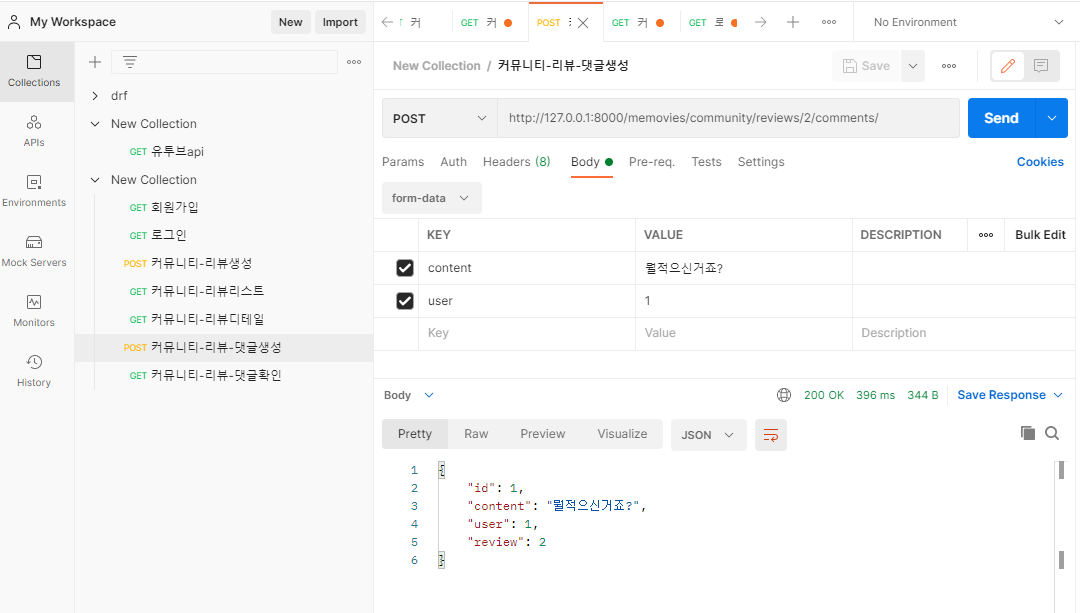 My Workspace
New
Import
커
GET 커
POST
GET 커
GET 로
No Environment
Collections
APIs
Environments
Mock Servers
Monitors
History
drf
New Collection
GET 유투브api
New Collection
GET 회원가입
GET 로그인
POST 커뮤니티-리뷰생성
GET 커뮤니티-리뷰리스트
GET 커뮤니티-리뷰디테일
POST 커뮤니티-리뷰-댓글생성
GET 커뮤니티-리뷰-댓글확인
New Collection / 커뮤니티-리뷰-댓글생성
Save
POST
http://127.0.0.1:8000/memovies/community/reviews/2/comments/
Send
Params Auth Headers (8) Body Pre-req. Tests Settings
Cookies
form-data
KEY VALUE DESCRIPTION Bulk Edit
content 뭘적으신거죠?
user 1
Key Value Description
Body
200 OK 396 ms 344 B Save Response
Pretty Raw Preview Visualize JSON
1 {
2 "id": 1,
3 "content": "뭘적으신거죠?",
4 "user": 1,
5 "review": 2
6 }